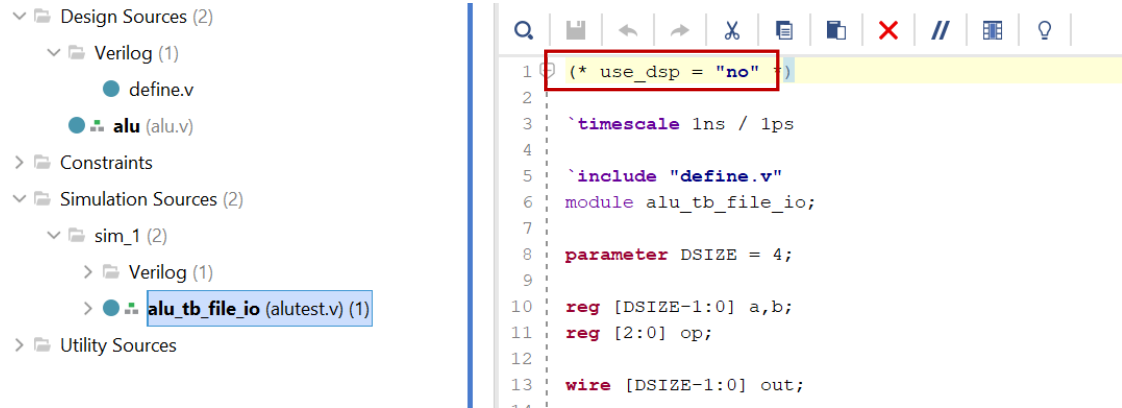 Design Sources (2)
Verilog (1)
define.v
alu (alu.v)
Constraints
Simulation Sources (2)
sim_1 (2)
Verilog (1)
alu_tb_file_io (alutest.v) (1)
Utility Sources
1 (* use_dsp = "no" *)
2
3 `timescale 1ns / 1ps
4
5 `include "define.v"
6 module alu_tb_file_io;
7
8 parameter DSIZE = 4;
9
10 reg [DSIZE-1:0] a,b;
11 reg [2:0] op;
12
13 wire [DSIZE-1:0] out;
14